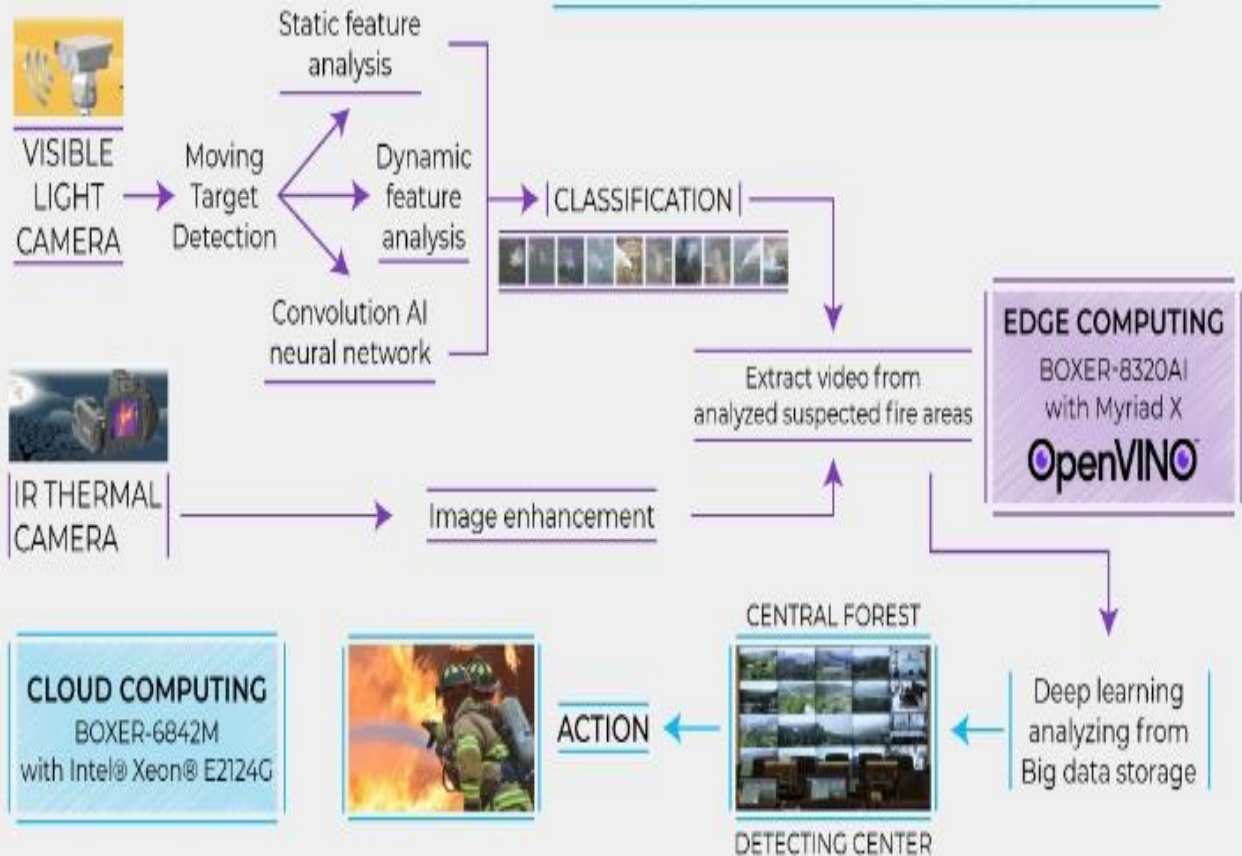 Static feature
analysis
VISIBLE
LIGHT
CAMERA
Moving
Target
Detection
Dynamic
feature
analysis
Convolution AI
neural network
CLASSIFICATION
IR THERMAL
CAMERA
Image enhancement
Extract video from
analyzed suspected fire areas
EDGE COMPUTING
BOXER-8320AI
with Myriad X
OpenVINO™
CLOUD COMPUTING
BOXER-6842M
with Intel® Xeon® E2124G
ACTION
CENTRAL FOREST
DETECTING CENTER
Deep learning
analyzing from
Big data storage